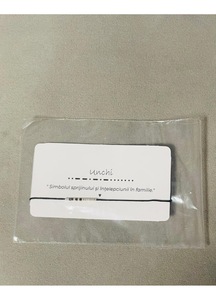 Unchi
"Simbolul sprijinului și înțelepciunii în familie."